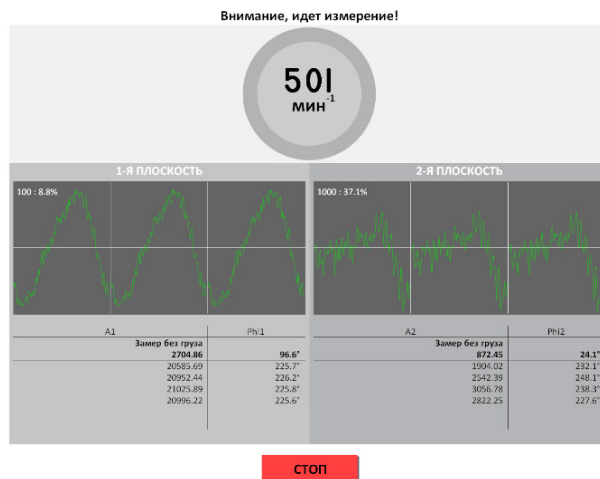 Внимание, идет измерение!
501
мин⁻¹
1-Я ПЛОСКОСТЬ
100 : 8.8%
A1 Phi1
Замер без груза
2704.86 96.6°
20585.69 225.7°
20952.44 226.2°
21025.89 225.8°
20996.22 225.6°
2-Я ПЛОСКОСТЬ
1000 : 37.1%
A2 Phi2
Замер без груза
872.45 24.1°
1904.02 232.1°
2542.39 248.1°
3056.78 238.3°
2822.25 227.6°
СТОП